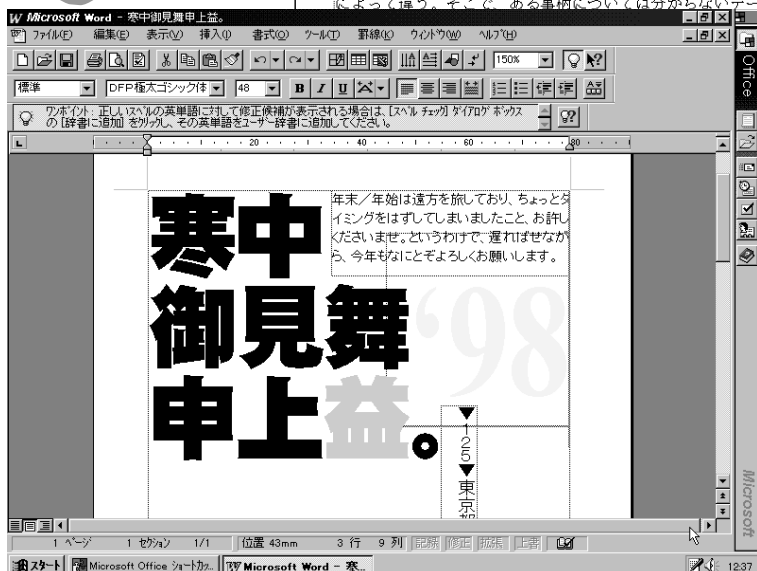 によって違う。そこで、ある事柄については分からないデー
Microsoft Word - 寒中御見舞申上益。
ファイル(F) 編集(E) 表示(V) 挿入(I) 書式(O) ツール(T) 罫線(K) ウィンドウ(W) ヘルプ(H)
150%
標準 DFP極太ゴシック体 48 B I U
ワンポイント: 正しいスペルの英単語に対して修正候補が表示される場合は、[スペル チェック] ダイアログ ボックス
の [辞書に追加] をクリックし、その英単語をユーザー辞書に追加してください。
20 40 60 80
寒中
御見舞
申上益。
年末/年始は遠方を旅しており、ちょっとタ
イミングをはずしてしまいましたこと、お許し
くださいませ。というわけで、遅ればせなが
ら、今年もなにとぞよろしくお願いします。
‘98
▼125▼東京都
Office
Microsoft
1 ページ 1 セクション 1/1 位置 43mm 3 行 9 列 記録 修正 拡張 上書
スタート Microsoft Office ショートカッ.. Microsoft Word - 寒.. 12:37